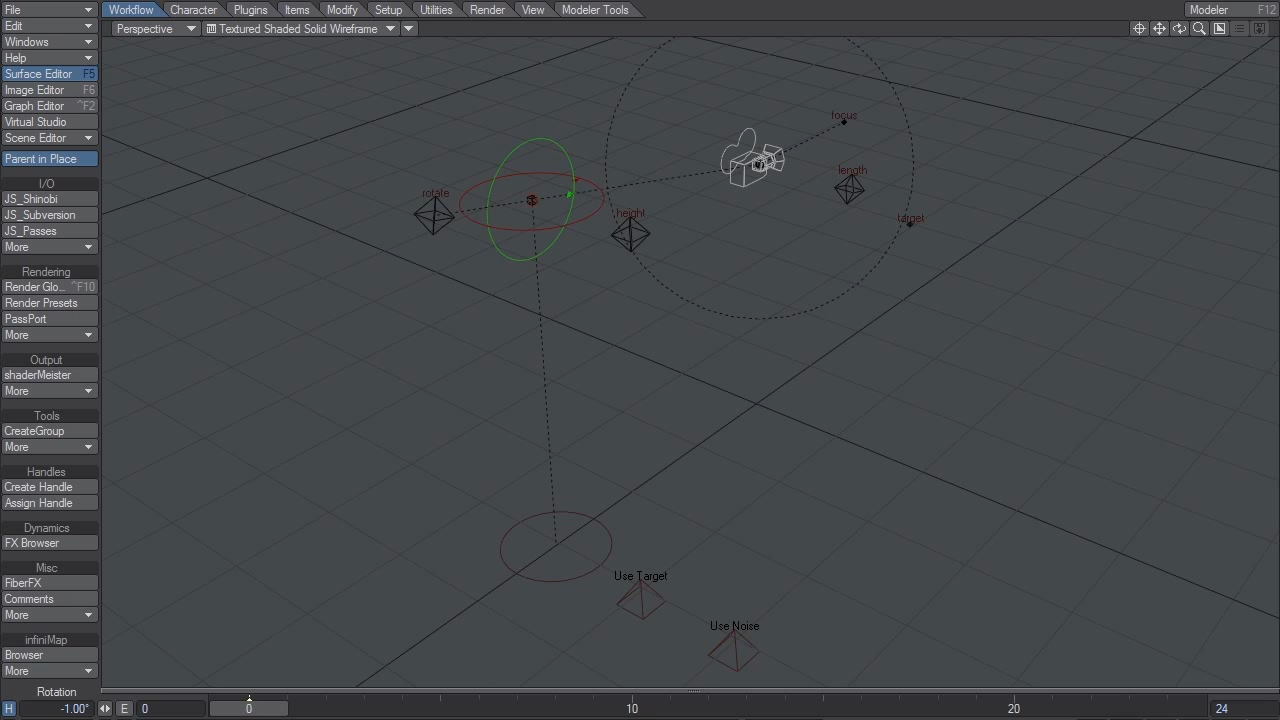 File
Workflow Character Plugins Items Modify Setup Utilities Render View Modeler Tools
Modeler F12
Edit
Perspective
Textured Shaded Solid Wireframe
Windows
Help
Surface Editor F5
Image Editor F6
Graph Editor ^F2
Virtual Studio
Scene Editor
Parent in Place
I/O
JS_Shinobi
JS_Subversion
JS_Passes
More
Rendering
Render Glo... ^F10
Render Presets
PassPort
More
Output
shaderMeister
More
Tools
CreateGroup
More
Handles
Create Handle
Assign Handle
Dynamics
FX Browser
Misc
FiberFX
Comments
More
infiniMap
Browser
More
focus
length
rotate
height
target
Use Target
Use Noise
Rotation
H -1.00° E 0 0 10 20 24